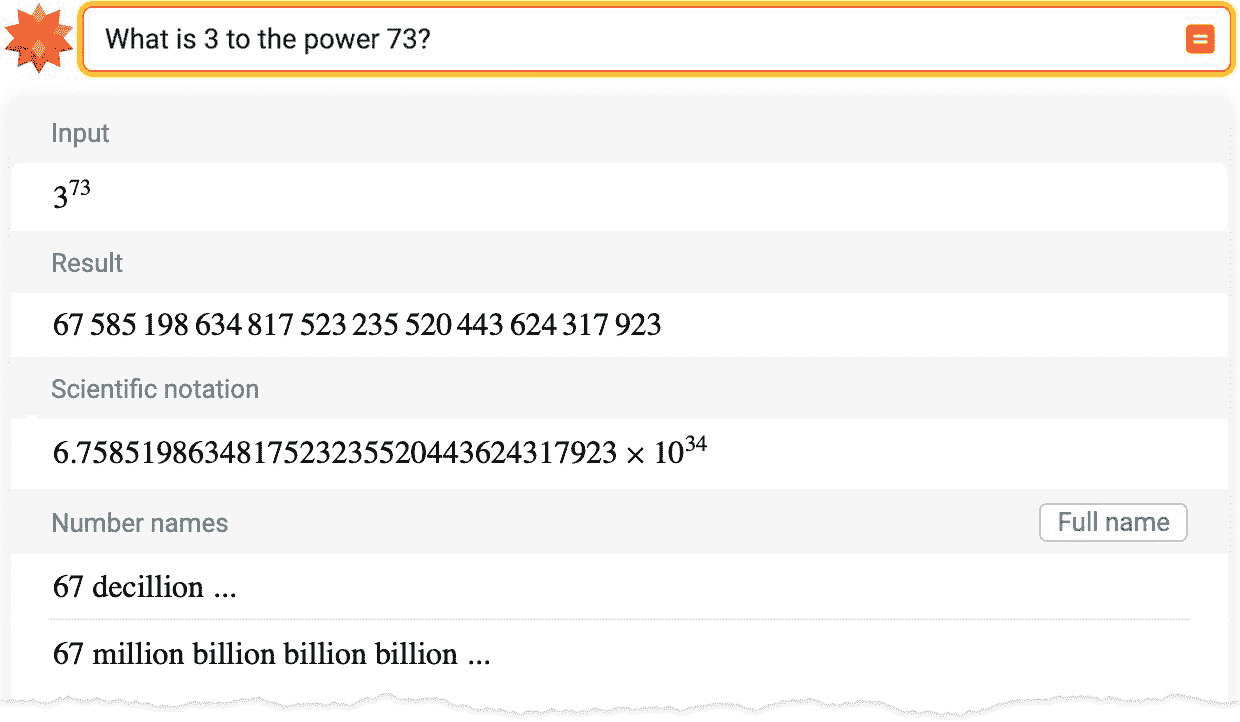 What is 3 to the power 73?
=
Input
3^73
Result
67 585 198 634 817 523 235 520 443 624 317 923
Scientific notation
6.7585198634817523235520443624317923 × 10^34
Number names
Full name
67 decillion ...
67 million billion billion billion ...